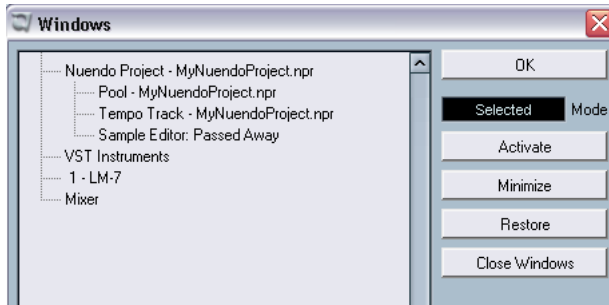 Windows
Nuendo Project - MyNuendoProject.npr
Pool - MyNuendoProject.npr
Tempo Track - MyNuendoProject.npr
Sample Editor: Passed Away
VST Instruments
1 - LM-7
Mixer
OK
Selected Mode
Activate
Minimize
Restore
Close Windows